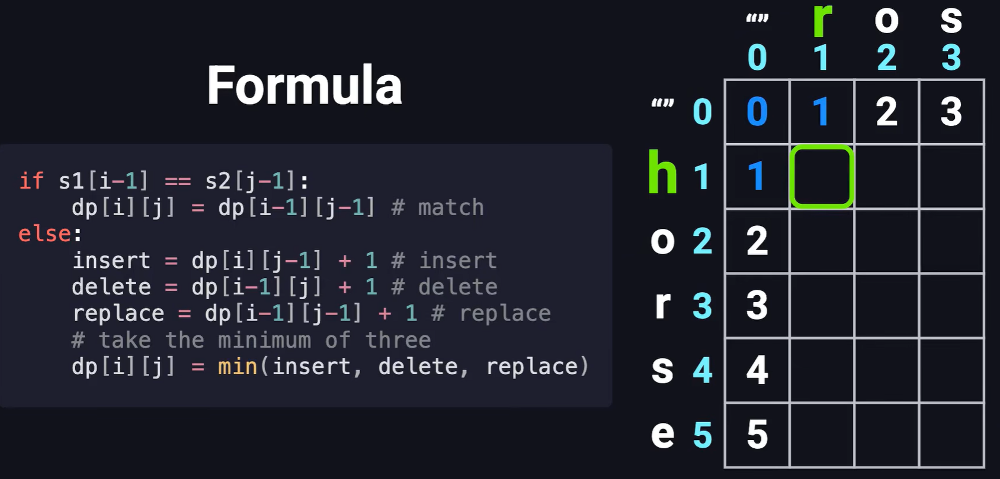 Formula
if s1[i-1] == s2[j-1]:
    dp[i][j] = dp[i-1][j-1] # match
else:
    insert = dp[i][j-1] + 1 # insert
    delete = dp[i-1][j] + 1 # delete
    replace = dp[i-1][j-1] + 1 # replace
    # take the minimum of three
    dp[i][j] = min(insert, delete, replace)
“” r o s
0 1 2 3
“” 0 0 1 2 3
h 1 1
o 2 2
r 3 3
s 4 4
e 5 5